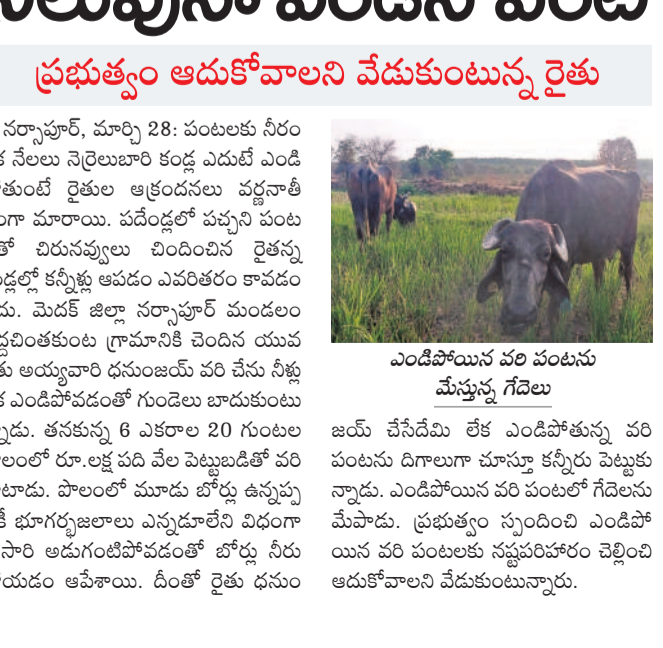 ప్రభుత్వం ఆదుకోవాలని వేడుకుంటున్న రైతు
నర్సాపూర్, మార్చి 28: పంటలకు నీరం
క నేలలు నెర్రెలుబారి కండ్ల ఎదుటే ఎండి
తుంటే రైతుల ఆక్రందనలు వర్ణనాతీ
ంగా మారాయి. పదేండ్లలో పచ్చని పంట
తో చిరునవ్వులు చిందించిన రైతన్న
ండ్లల్లో కన్నీళ్లు ఆపడం ఎవరితరం కావడం
దు. మెదక్ జిల్లా నర్సాపూర్ మండలం
ద్దచింతకుంట గ్రామానికి చెందిన యువ
తు అయ్యవారి ధనుంజయ్ వరి చేను నీళ్లు
క ఎండిపోవడంతో గుండెలు బాదుకుంటు
న్నాడు. తనకున్న 6 ఎకరాల 20 గుంటల
లంలో రూ.లక్ష పది వేల పెట్టుబడితో వరి
టాడు. పొలంలో మూడు బోర్లు ఉన్నప్ప
కీ భూగర్భజలాలు ఎన్నడూలేని విధంగా
సారి అడుగంటిపోవడంతో బోర్లు నీరు
యడం ఆపేశాయి. దీంతో రైతు ధనుం
ఎండిపోయిన వరి పంటను
మేస్తున్న గేదెలు
జయ్ చేసేదేమి లేక ఎండిపోతున్న వరి
పంటను దిగాలుగా చూస్తూ కన్నీరు పెట్టుకు
న్నాడు. ఎండిపోయిన వరి పంటలో గేదెలను
మేపాడు. ప్రభుత్వం స్పందించి ఎండిపో
యిన వరి పంటలకు నష్టపరిహారం చెల్లించి
ఆదుకోవాలని వేడుకుంటున్నారు.